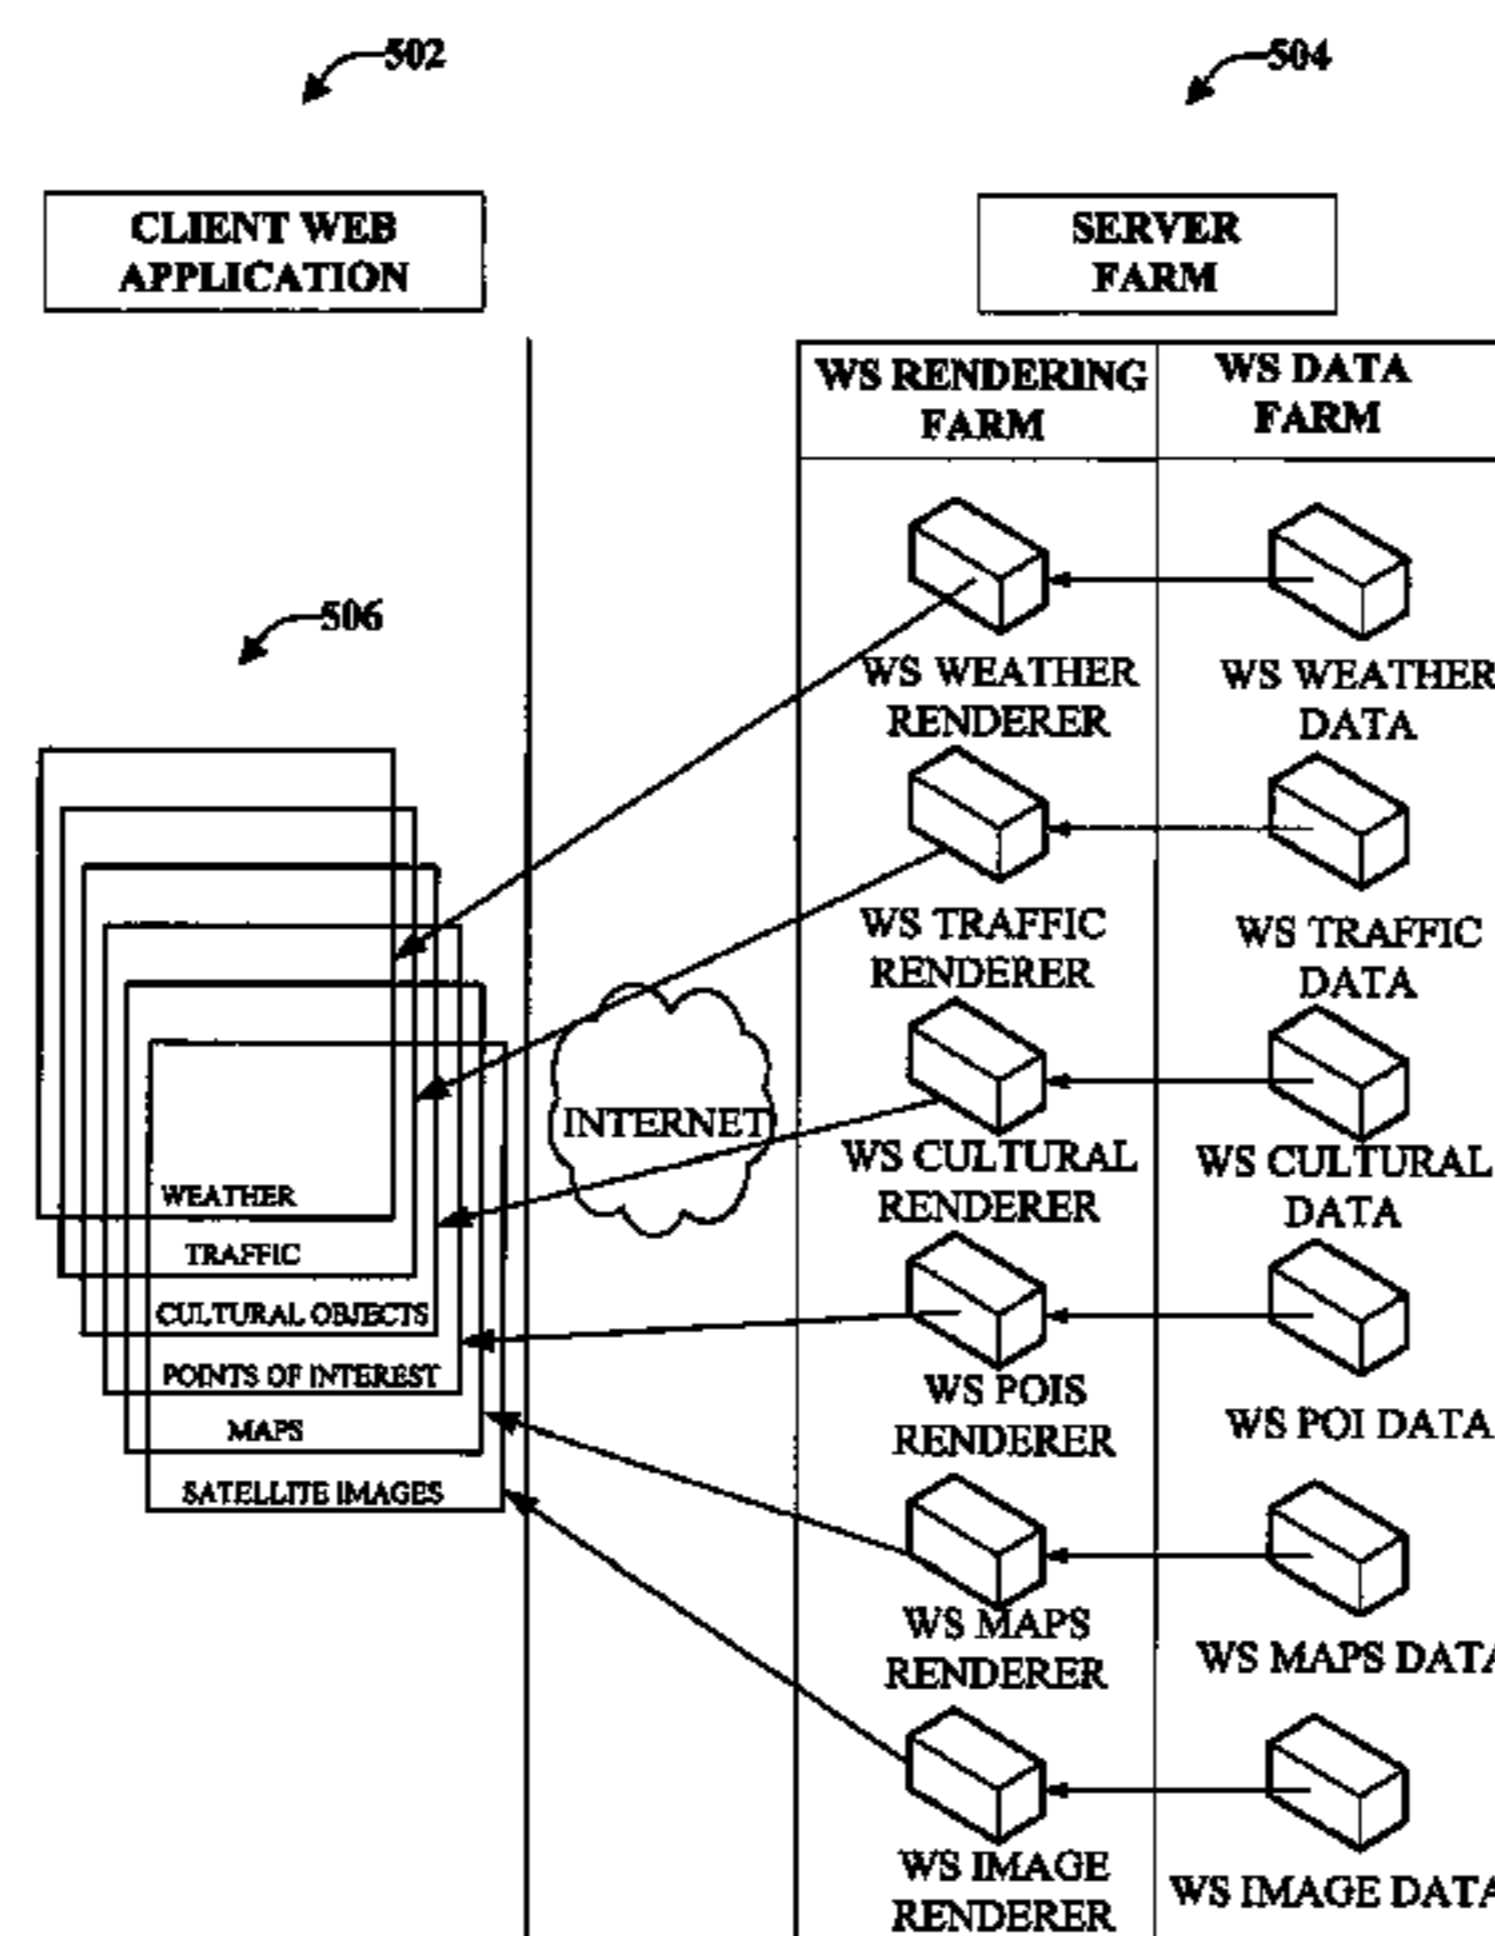 502
504
CLIENT WEB
APPLICATION
SERVER
FARM
WS RENDERING
FARM
WS DATA
FARM
506
WS WEATHER
RENDERER
WS WEATHER
DATA
WS TRAFFIC
RENDERER
WS TRAFFIC
DATA
INTERNET
WS CULTURAL
RENDERER
WS CULTURAL
DATA
WEATHER
TRAFFIC
CULTURAL OBJECTS
POINTS OF INTEREST
MAPS
SATELLITE IMAGES
WS POIS
RENDERER
WS POI DATA
WS MAPS
RENDERER
WS MAPS DATA
WS IMAGE
RENDERER
WS IMAGE DATA